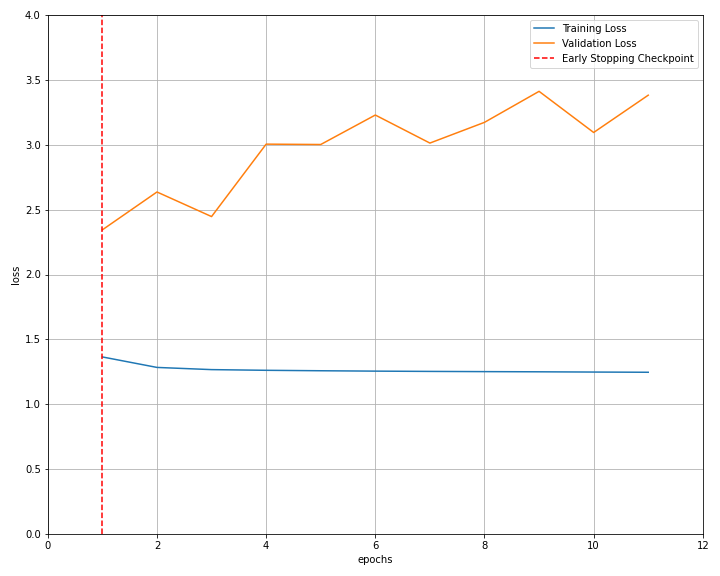 4.0
3.5
3.0
2.5
2.0
1.5
1.0
0.5
0.0
loss
Training Loss
Validation Loss
Early Stopping Checkpoint
0 2 4 6 8 10 12
epochs